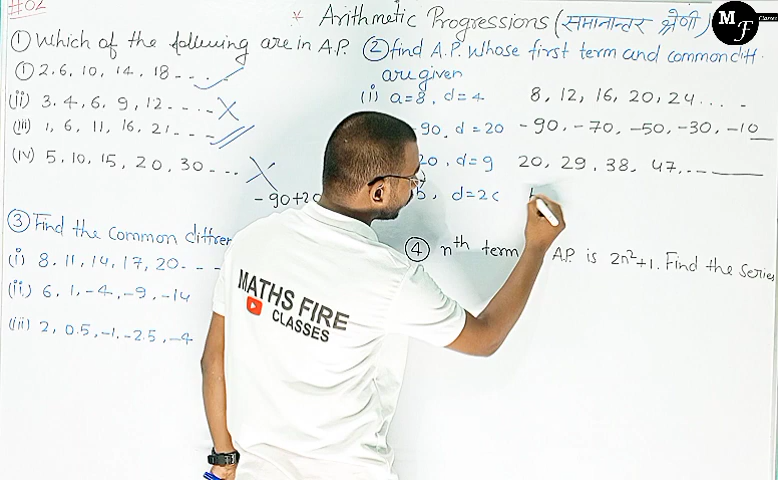 #02
* Arithmetic Progressions (समानान्तर श्रेणी)
MF Classes
① Which of the following are in A.P.
(i) 2, 6, 10, 14, 18 - - -
(ii) 3, 4, 6, 9, 12 - - - -
(iii) 1, 6, 11, 16, 21 - - -
(iv) 5, 10, 15, 20, 30 - - -
② find A.P. whose first term and common diff.
are given
(i) a=8, d=4 8, 12, 16, 20, 24 . . . . -
-90, d=20 -90, -70, -50, -30, -10
20, d=9 20, 29, 38, 47, - -
b, d=2c
-90+20
③ Find the common differen
(i) 8, 11, 14, 17, 20 - - -
(ii) 6, 1, -4, -9, -14
(iii) 2, 0.5, -1, -2.5, -4
④ nth term A.P. is 2n²+1. Find the series
MATHS FIRE
CLASSES